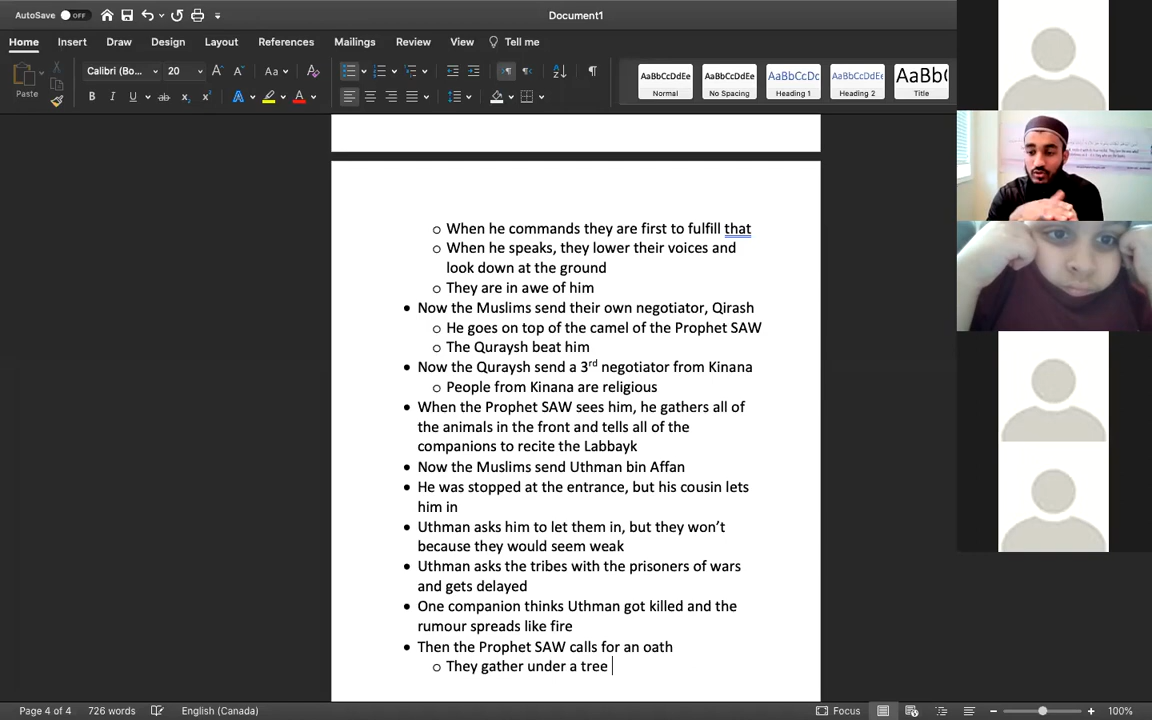 AutoSave OFF
Document1
Home Insert Draw Design Layout References Mailings Review View Tell me
Paste
Calibri (Bo... 20
AaBbCcDdEe AaBbCcDdEe AaBbCcDc AaBbCcDdEe AaBb(
Normal No Spacing Heading 1 Heading 2 Title
When he commands they are first to fulfill that
When he speaks, they lower their voices and
look down at the ground
They are in awe of him
Now the Muslims send their own negotiator, Qirash
He goes on top of the camel of the Prophet SAW
The Quraysh beat him
Now the Quraysh send a 3rd negotiator from Kinana
People from Kinana are religious
When the Prophet SAW sees him, he gathers all of
the animals in the front and tells all of the
companions to recite the Labbayk
Now the Muslims send Uthman bin Affan
He was stopped at the entrance, but his cousin lets
him in
Uthman asks him to let them in, but they won’t
because they would seem weak
Uthman asks the tribes with the prisoners of wars
and gets delayed
One companion thinks Uthman got killed and the
rumour spreads like fire
Then the Prophet SAW calls for an oath
They gather under a tree
Page 4 of 4 726 words English (Canada) Focus 100%